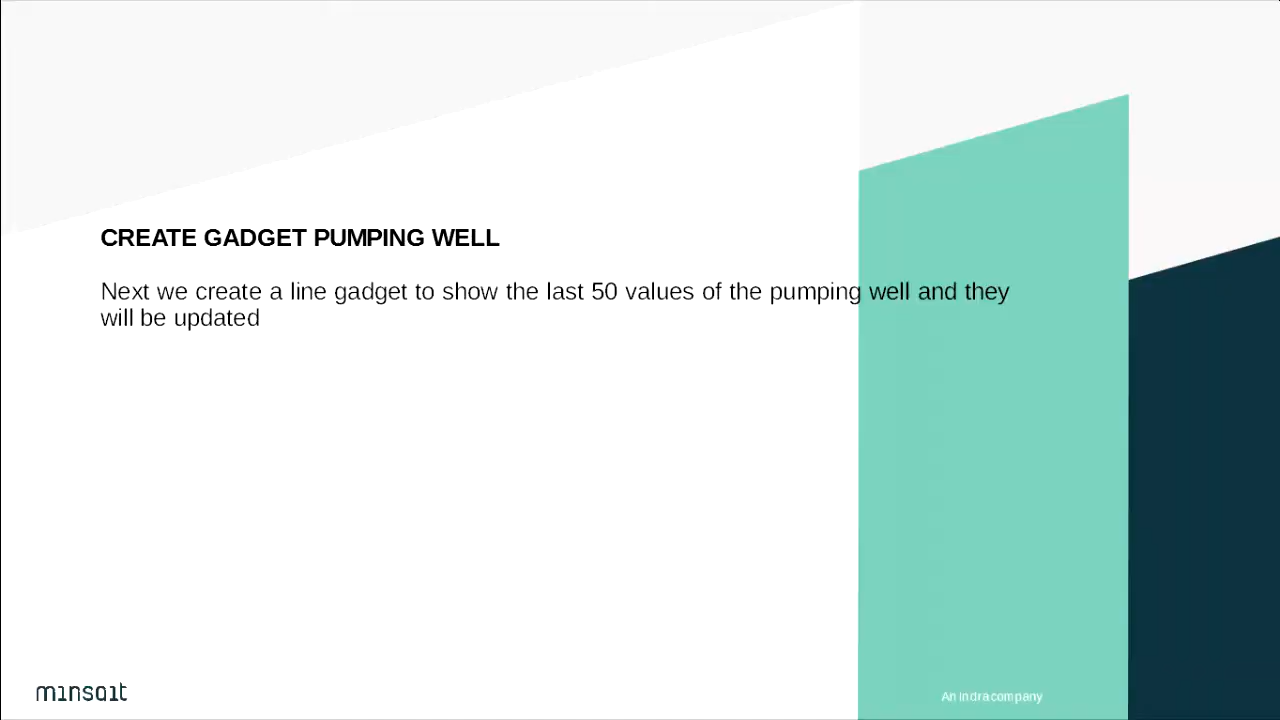 CREATE GADGET PUMPING WELL
Next we create a line gadget to show the last 50 values of the pumping well and they
will be updated
minsait
An Indra company